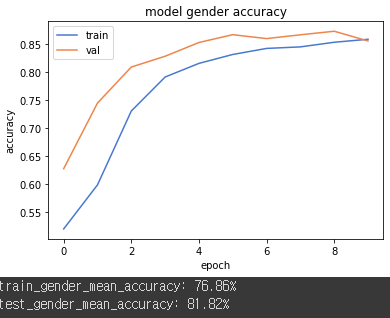 model gender accuracy
train
val
0.85
0.80
0.75
0.70
0.65
0.60
0.55
accuracy
0 2 4 6 8
epoch
train_gender_mean_accuracy: 76.86%
test_gender_mean_accuracy: 81.82%